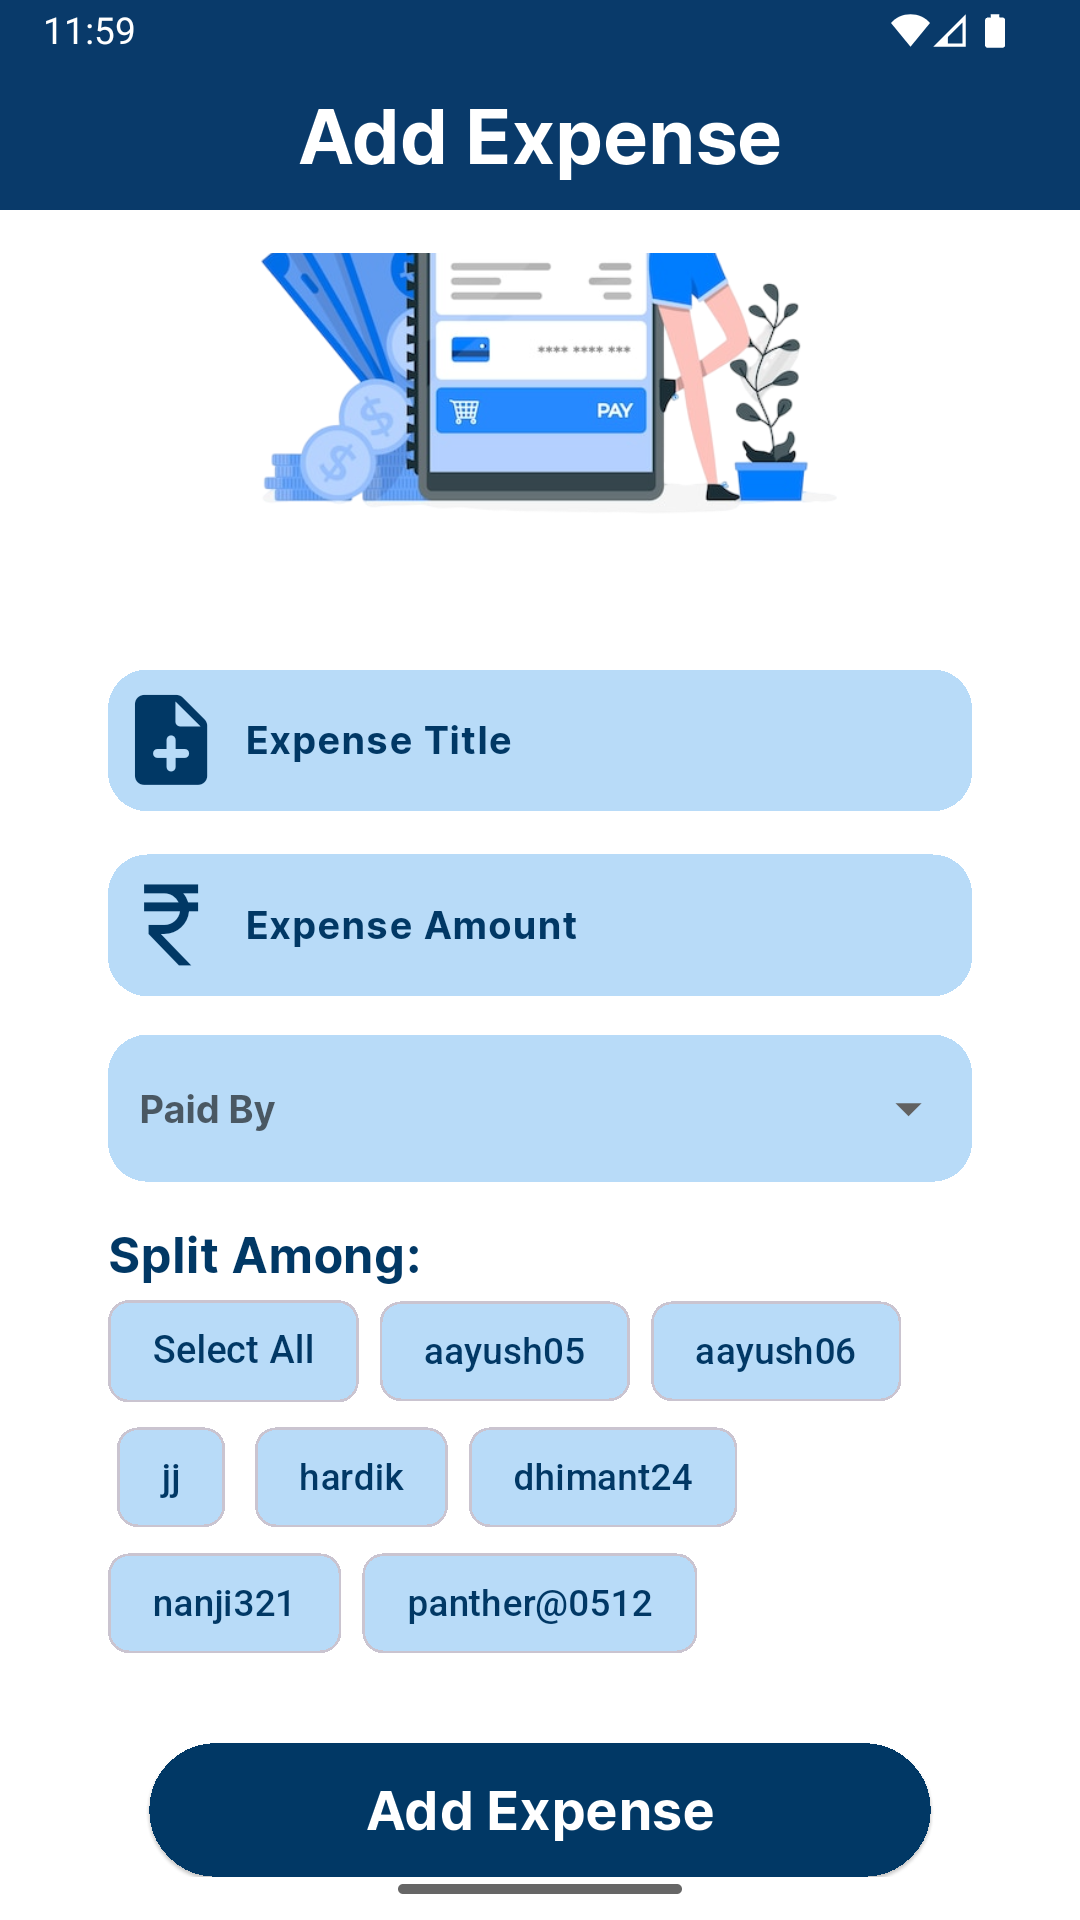 11:59
Add Expense
**** **** ***
PAY
$
$
Expense Title
₹ Expense Amount
Paid By
Split Among:
Select All aayush05 aayush06
jj hardik dhimant24
nanji321 panther@0512
Add Expense